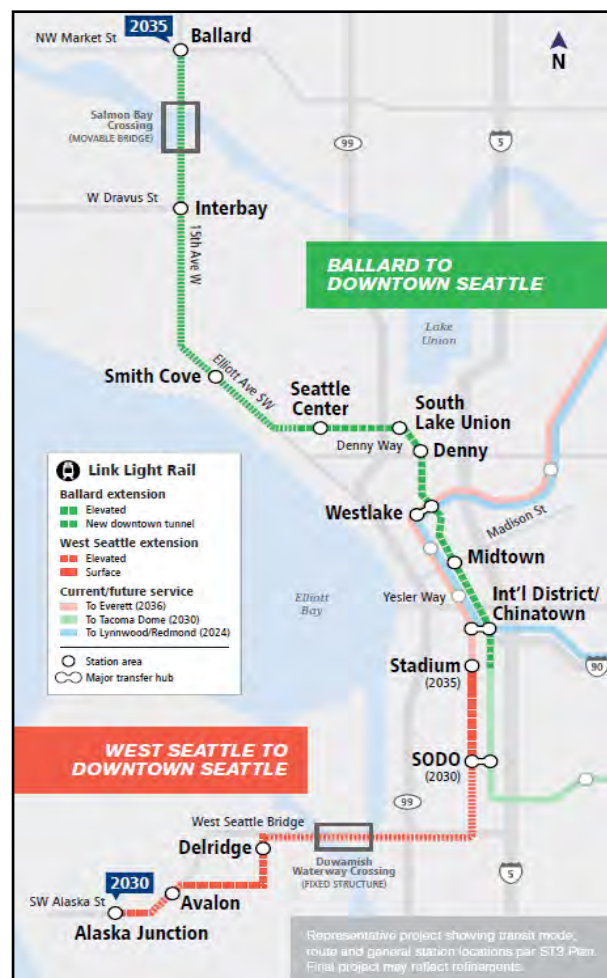 2035
NW Market St
Ballard
N
Salmon Bay
Crossing
(MOVABLE BRIDGE)
99
5
W Dravus St
Interbay
15th Ave W
BALLARD TO
DOWNTOWN SEATTLE
Lake
Union
Smith Cove
Elliott Ave SW
Seattle
Center
South
Lake Union
Denny Way
Denny
Link Light Rail
Ballard extension
Elevated
New downtown tunnel
West Seattle extension
Elevated
Surface
Current/future service
To Everett (2036)
To Tacoma Dome (2030)
To Lynnwood/Redmond (2024)
Station area
Major transfer hub
Westlake
Madison St
Midtown
Elliott
Bay
Yesler Way
Int'l District/
Chinatown
Stadium
(2035)
90
WEST SEATTLE TO
DOWNTOWN SEATTLE
SODO
(2030)
99
West Seattle Bridge
Delridge
Duwamish
Waterway Crossing
(FIXED STRUCTURE)
5
2030
SW Alaska St
Avalon
Alaska Junction
Representative project showing transit mode,
route and general station locations per ST3 Plan.
Final project may reflect refinements.